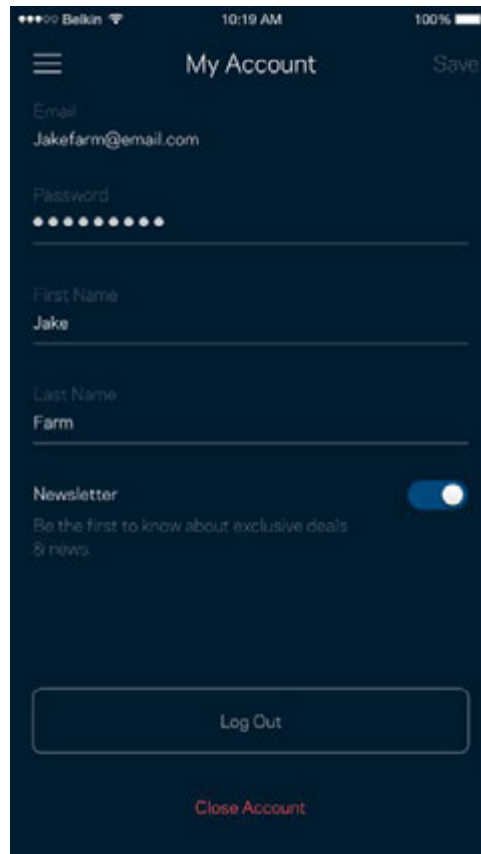 Belkin 10:19 AM 100%
My Account Save
Email
Jakefarm@email.com
Password
●●●●●●●●●
First Name
Jake
Last Name
Farm
Newsletter
Be the first to know about exclusive deals
& news.
Log Out
Close Account